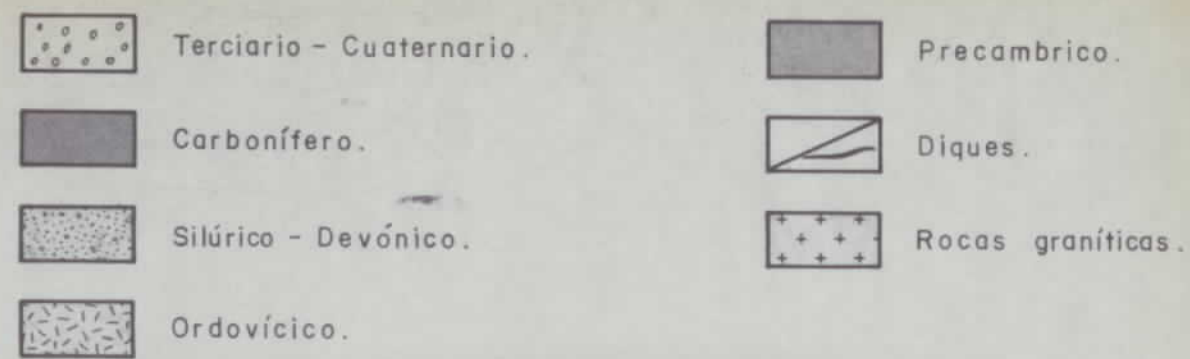 Terciario - Cuaternario.
Carbonífero.
Silúrico - Devónico.
Ordovícico.
Precambrico.
Diques.
Rocas graníticas.